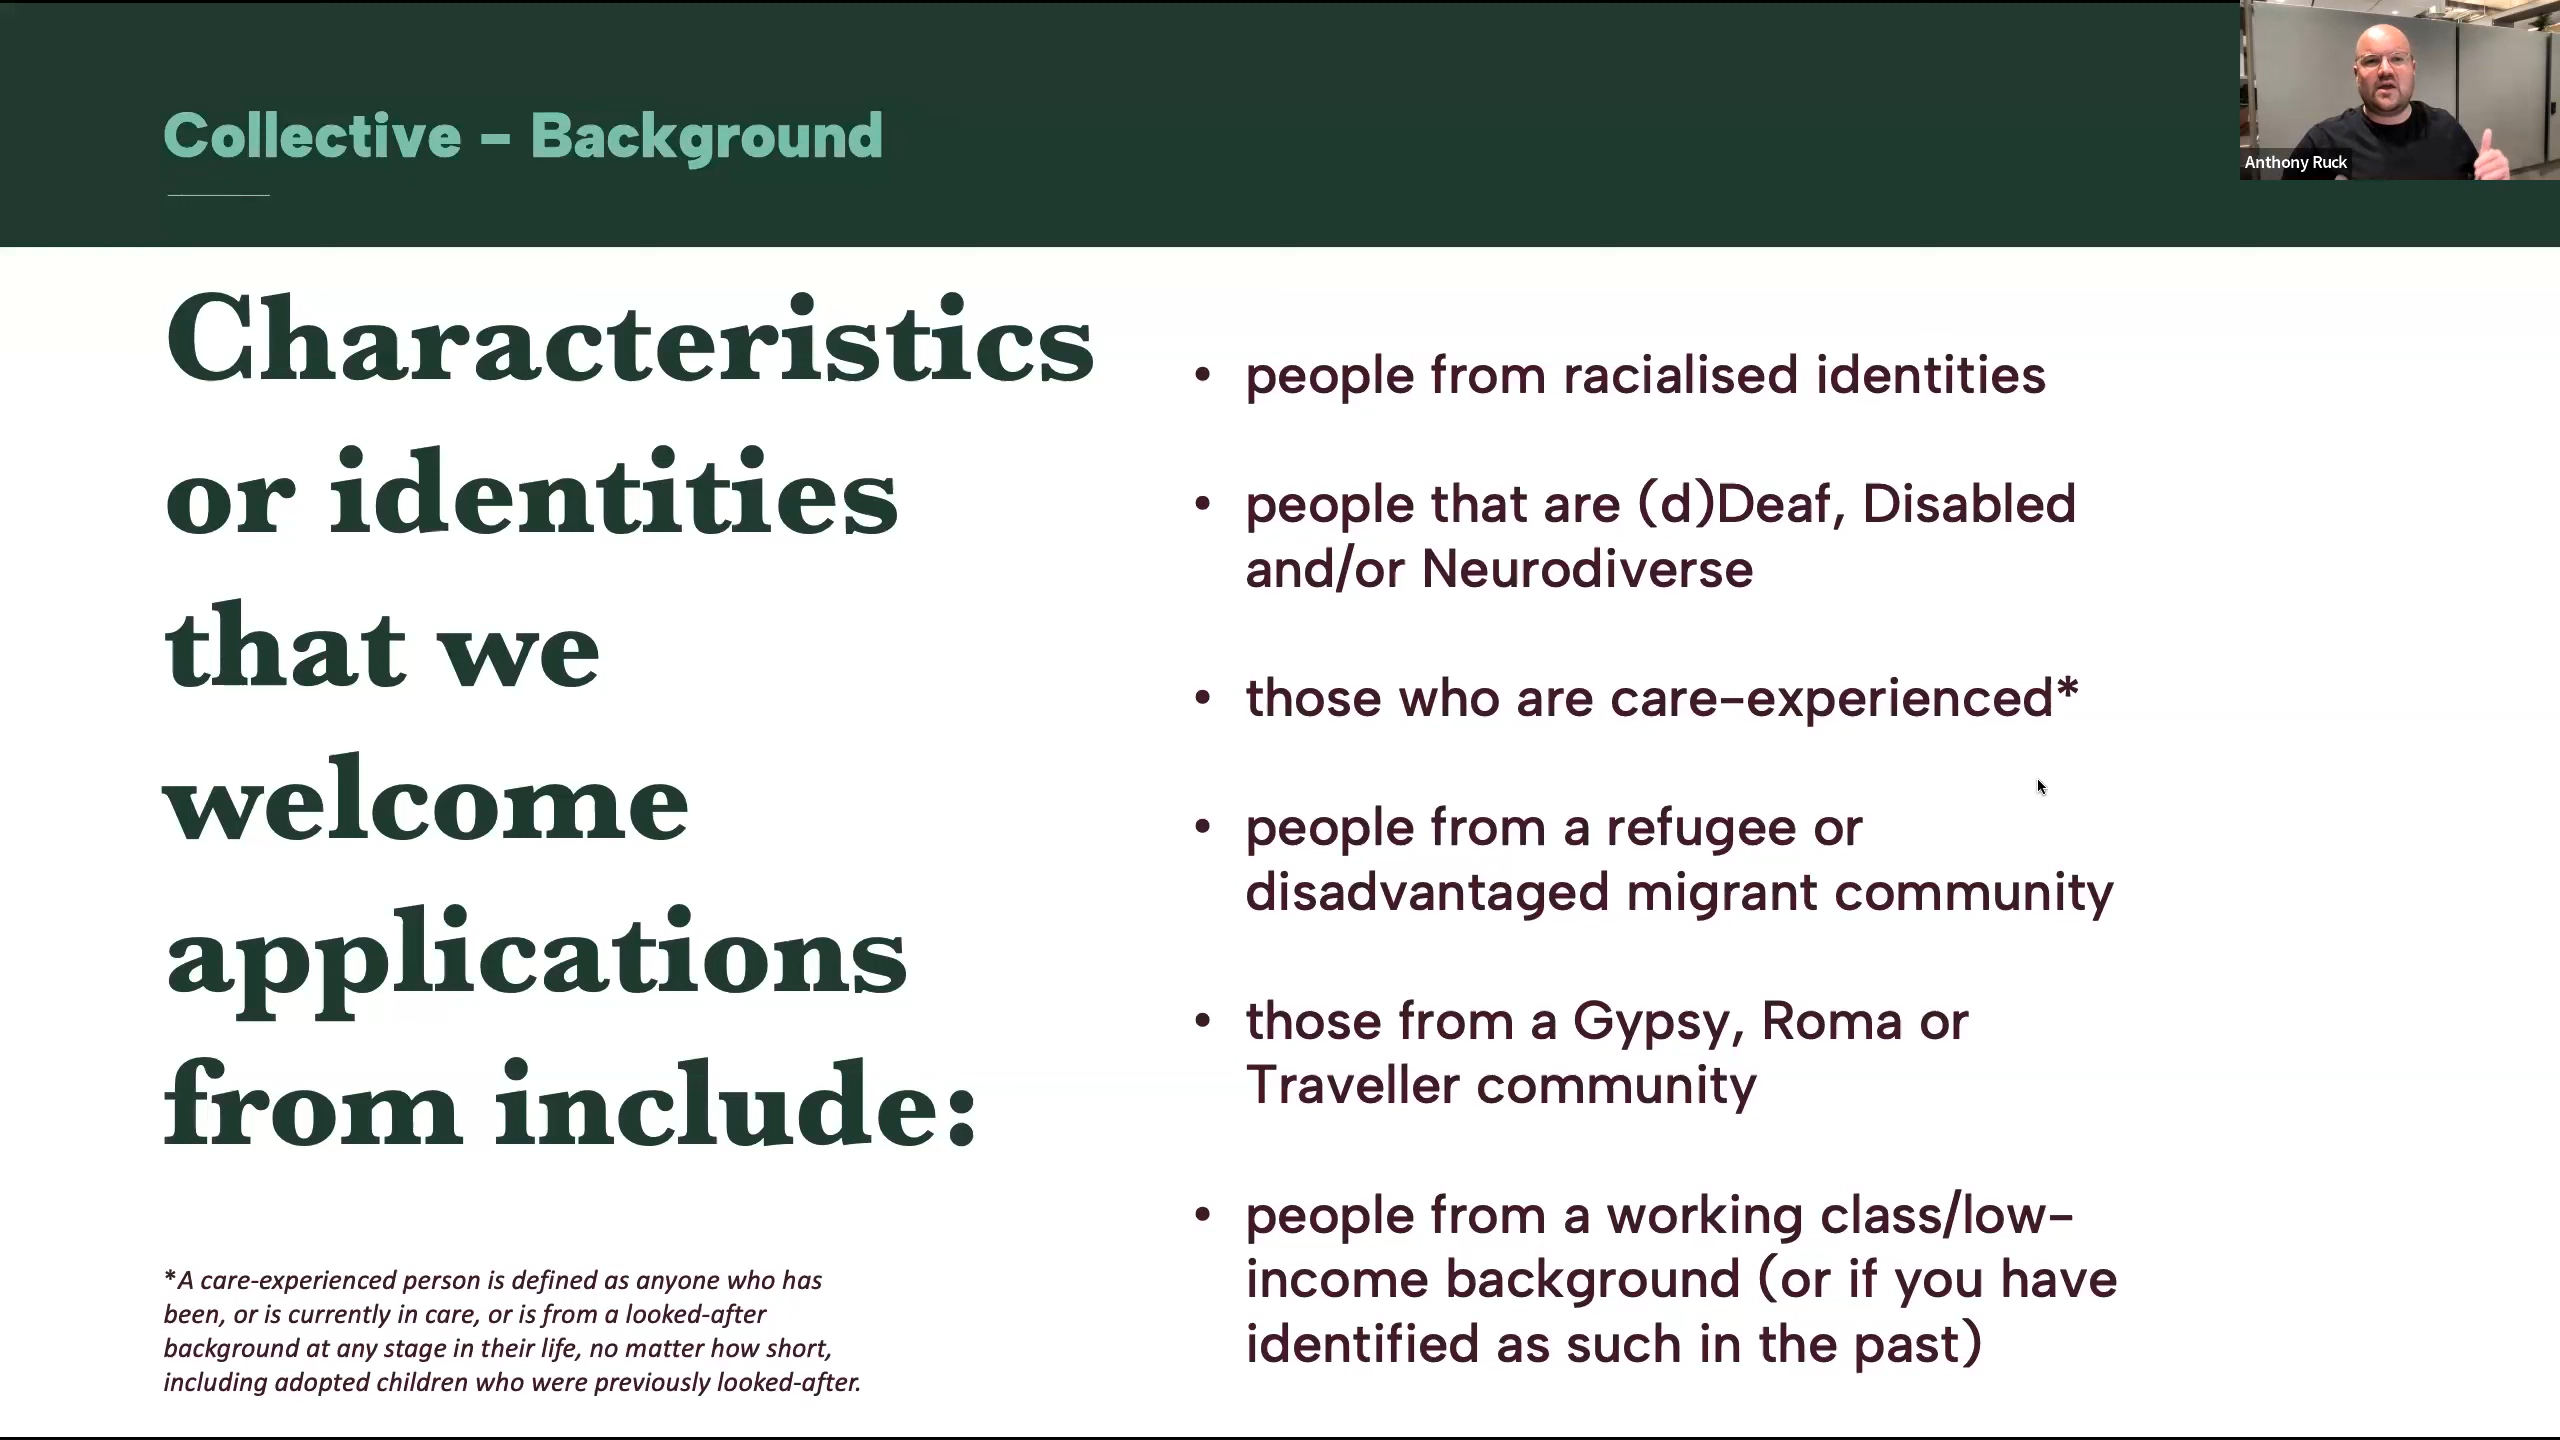 Collective – Background
Anthony Ruck
Characteristics
or identities
that we
welcome
applications
from include:
*A care-experienced person is defined as anyone who has
been, or is currently in care, or is from a looked-after
background at any stage in their life, no matter how short,
including adopted children who were previously looked-after.
• people from racialised identities
• people that are (d)Deaf, Disabled
and/or Neurodiverse
• those who are care-experienced*
• people from a refugee or
disadvantaged migrant community
• those from a Gypsy, Roma or
Traveller community
• people from a working class/low-
income background (or if you have
identified as such in the past)